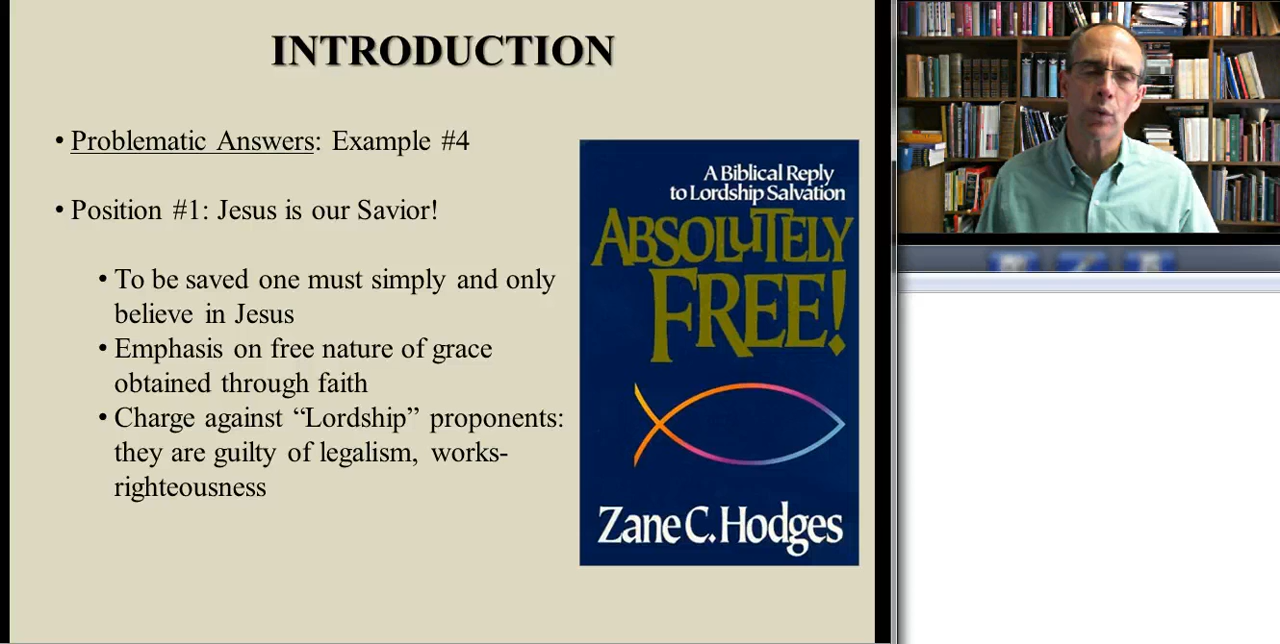 INTRODUCTION
• Problematic Answers: Example #4
• Position #1: Jesus is our Savior!
• To be saved one must simply and only
believe in Jesus
• Emphasis on free nature of grace
obtained through faith
• Charge against “Lordship” proponents:
they are guilty of legalism, works-
righteousness
A Biblical Reply
to Lordship Salvation
ABSOLUTELY
FREE!
Zane C. Hodges